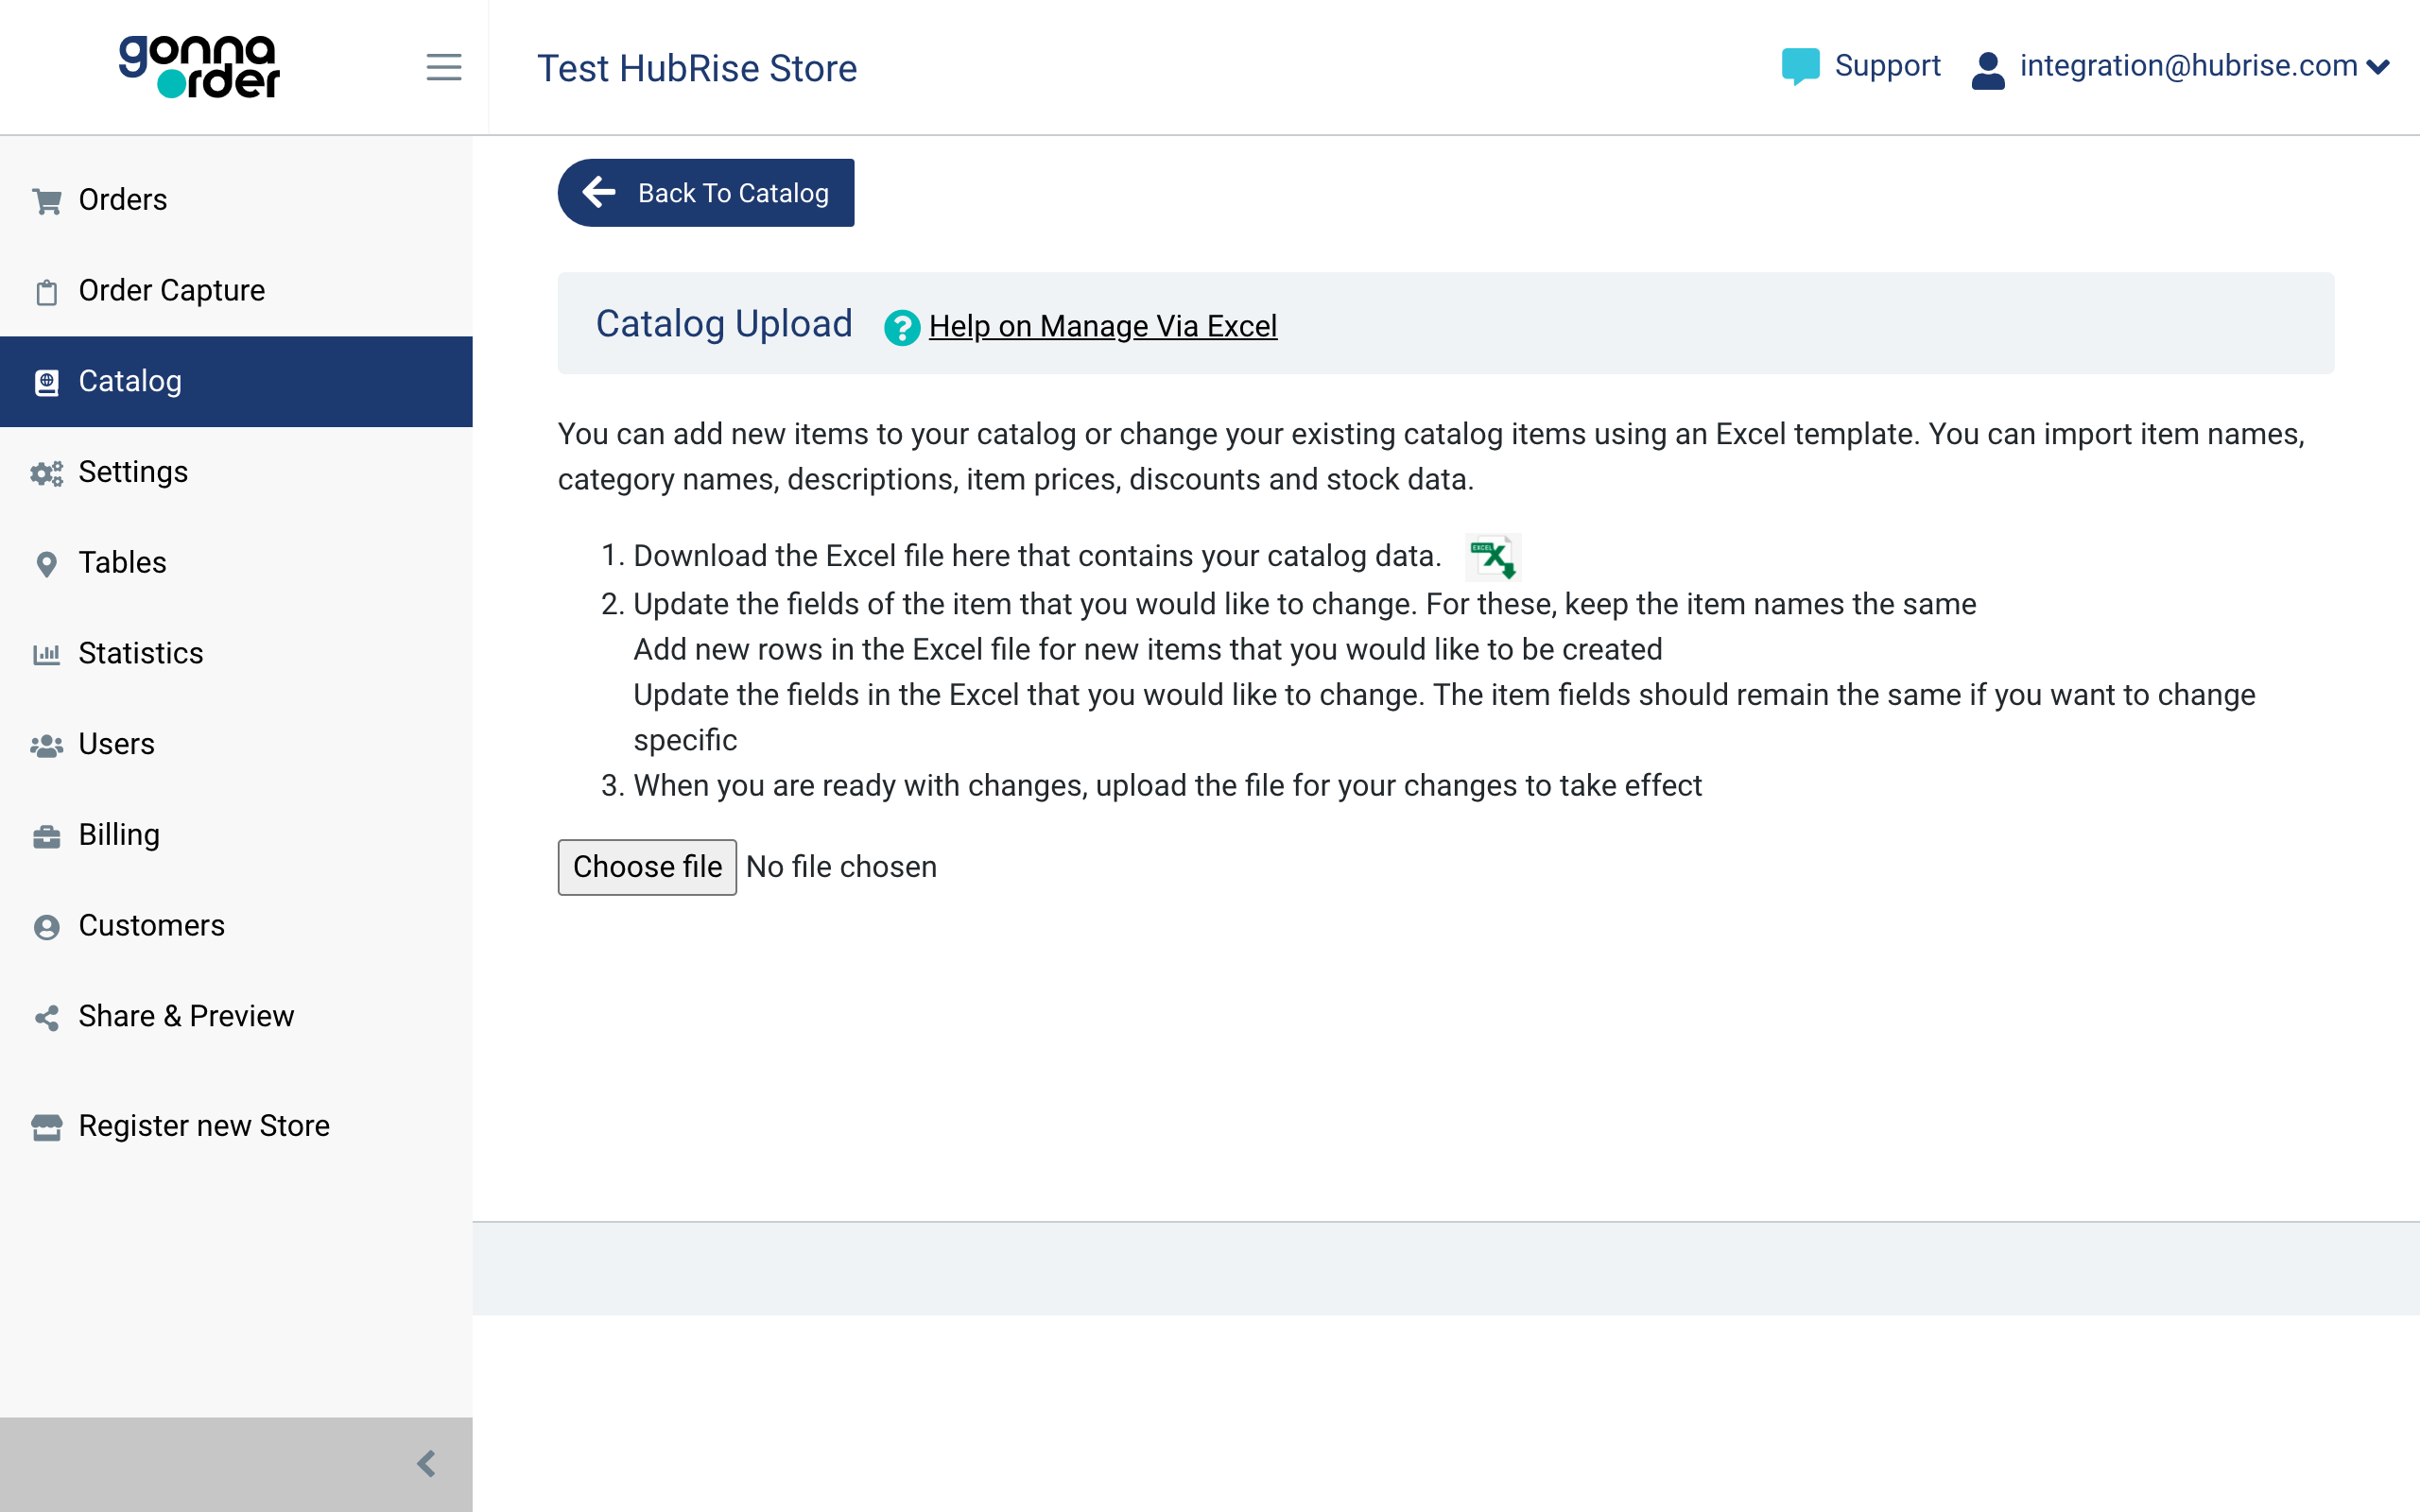 gonna
order
Test HubRise Store
Support
integration@hubrise.com
Orders
Order Capture
Catalog
Settings
Tables
Statistics
Users
Billing
Customers
Share & Preview
Register new Store
Back To Catalog
Catalog Upload
? Help on Manage Via Excel
You can add new items to your catalog or change your existing catalog items using an Excel template. You can import item names,
category names, descriptions, item prices, discounts and stock data.
1. Download the Excel file here that contains your catalog data.
EXCEL X
2. Update the fields of the item that you would like to change. For these, keep the item names the same
Add new rows in the Excel file for new items that you would like to be created
Update the fields in the Excel that you would like to change. The item fields should remain the same if you want to change
specific
3. When you are ready with changes, upload the file for your changes to take effect
Choose file No file chosen